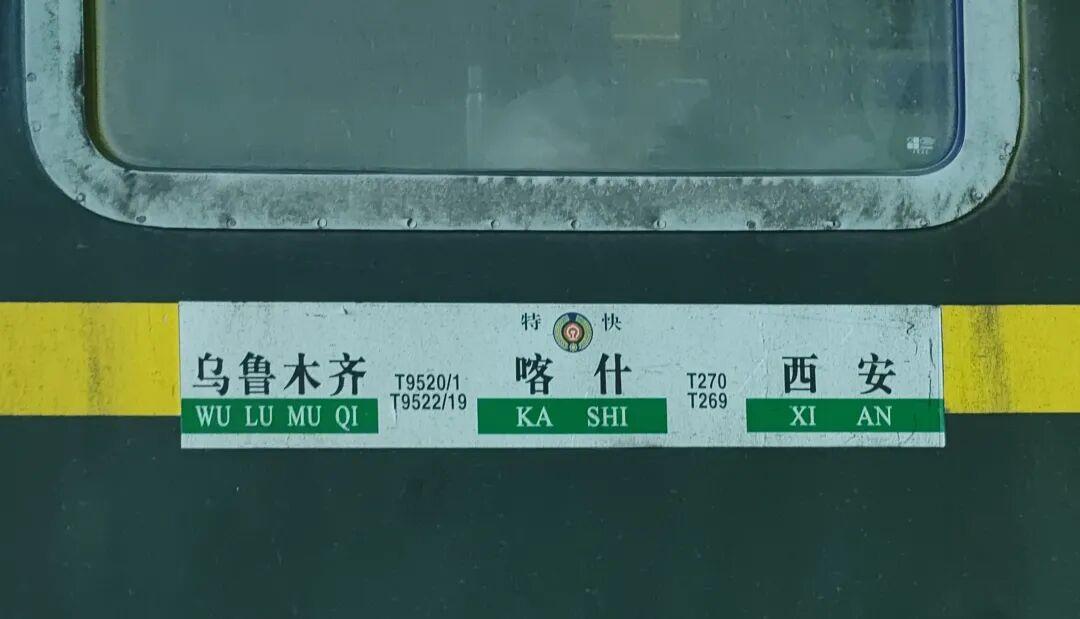 特 快
乌鲁木齐
WU LU MU QI
T9520/1
T9522/19
喀什
KA SHI
T270
T269
西安
XI AN